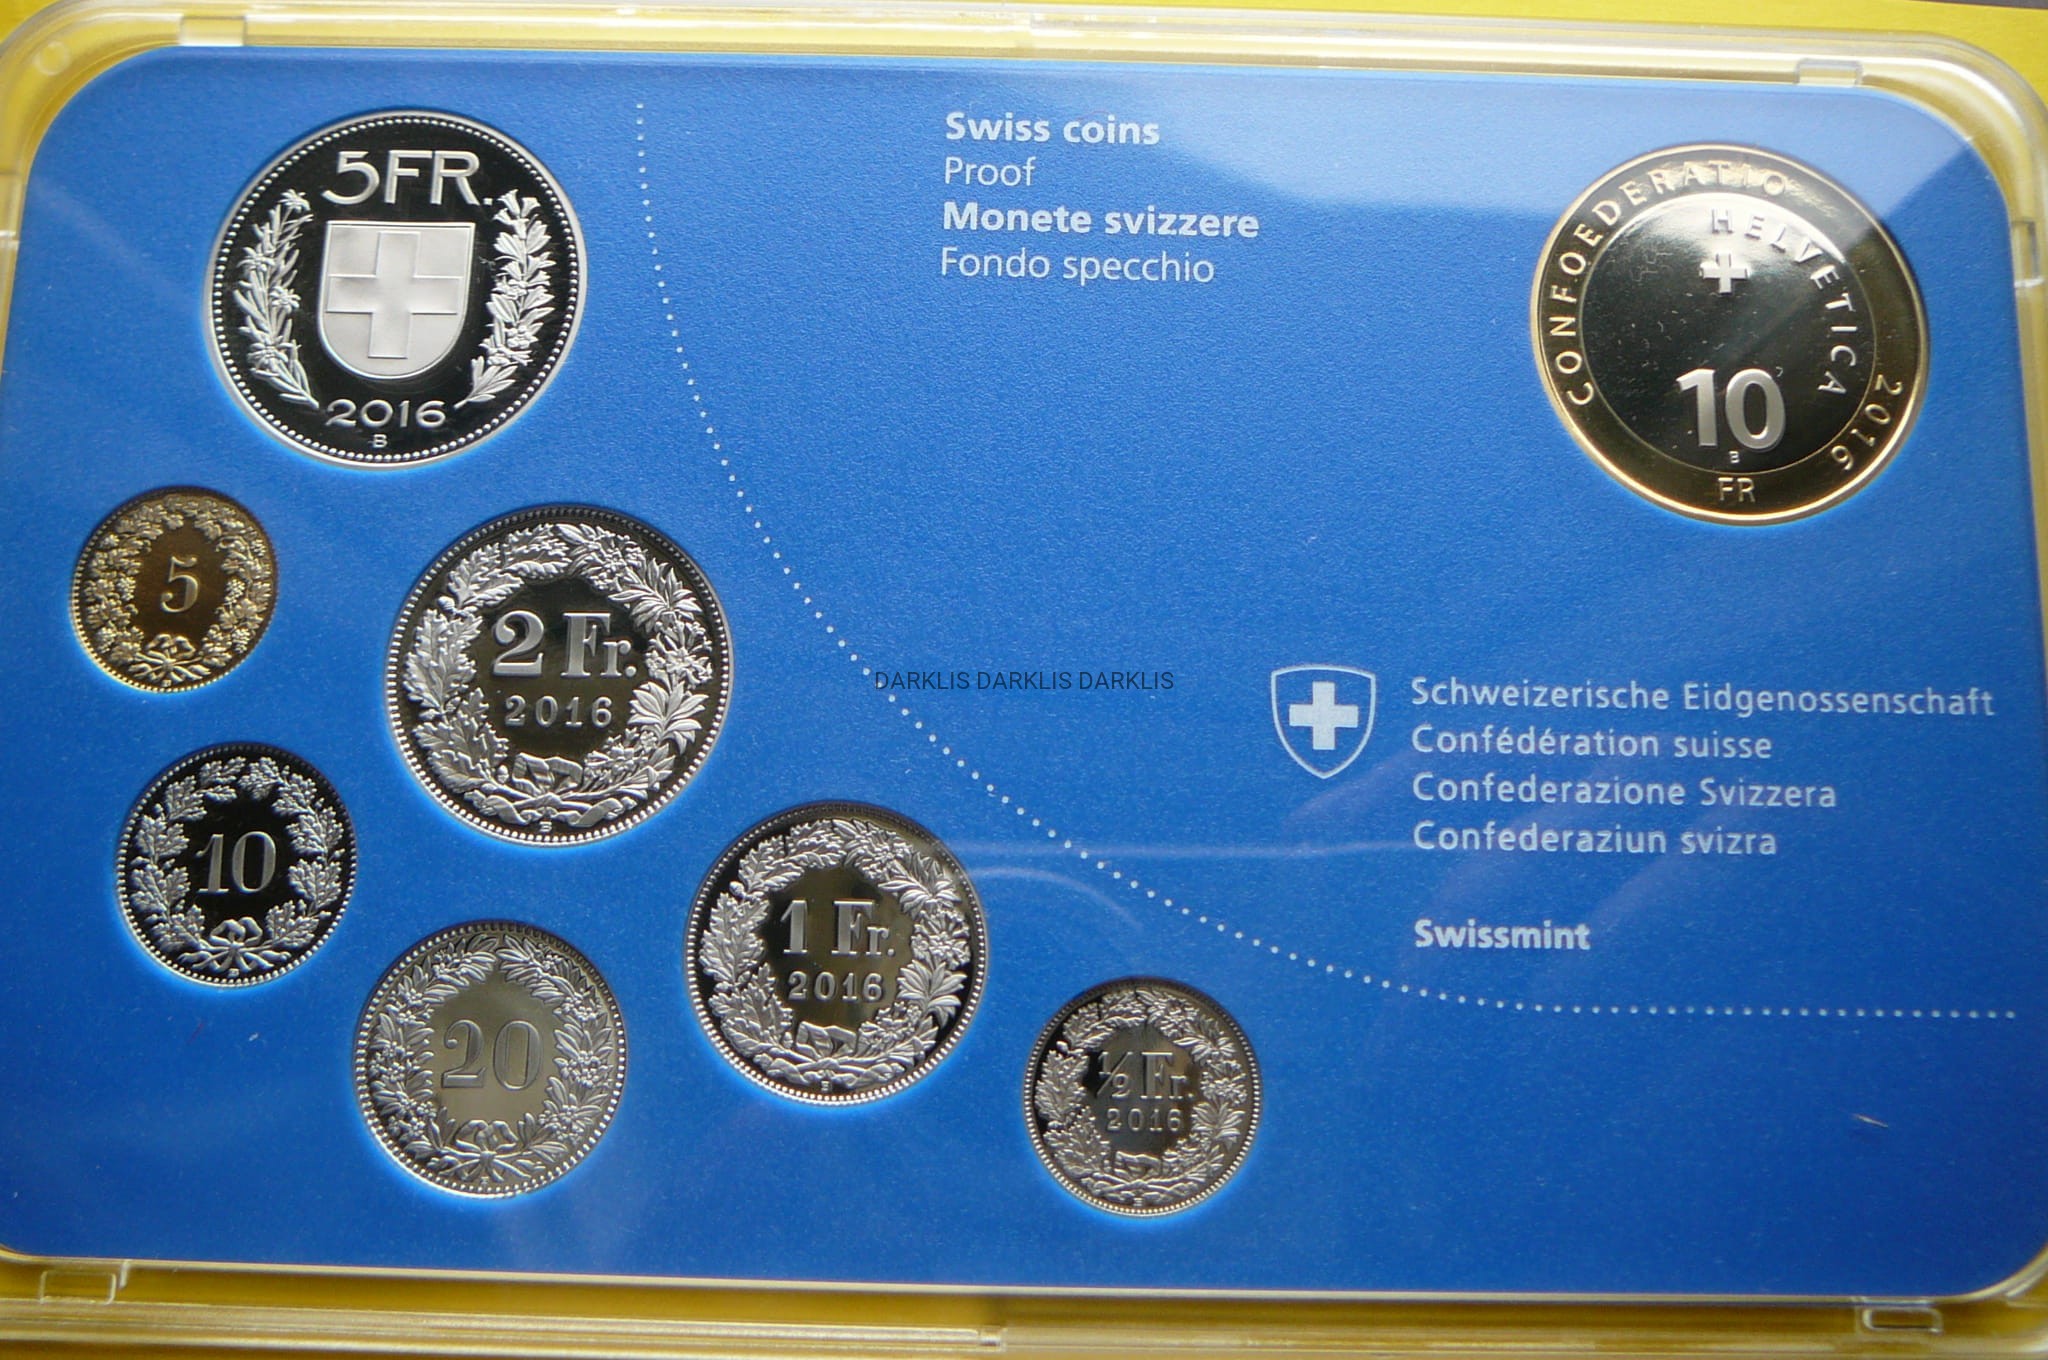 5FR.
2016
B
Swiss coins
Proof
Monete svizzere
Fondo specchio
CONFOEDERATIO
HELVETICA
2016
10
B
FR
5
2 Fr.
2016
B
DARKLIS DARKLIS DARKLIS
Schweizerische Eidgenossenschaft
Confédération suisse
Confederazione Svizzera
Confederaziun svizra
Swissmint
10
B
20
1 Fr.
2016
B
½ Fr.
2016
B